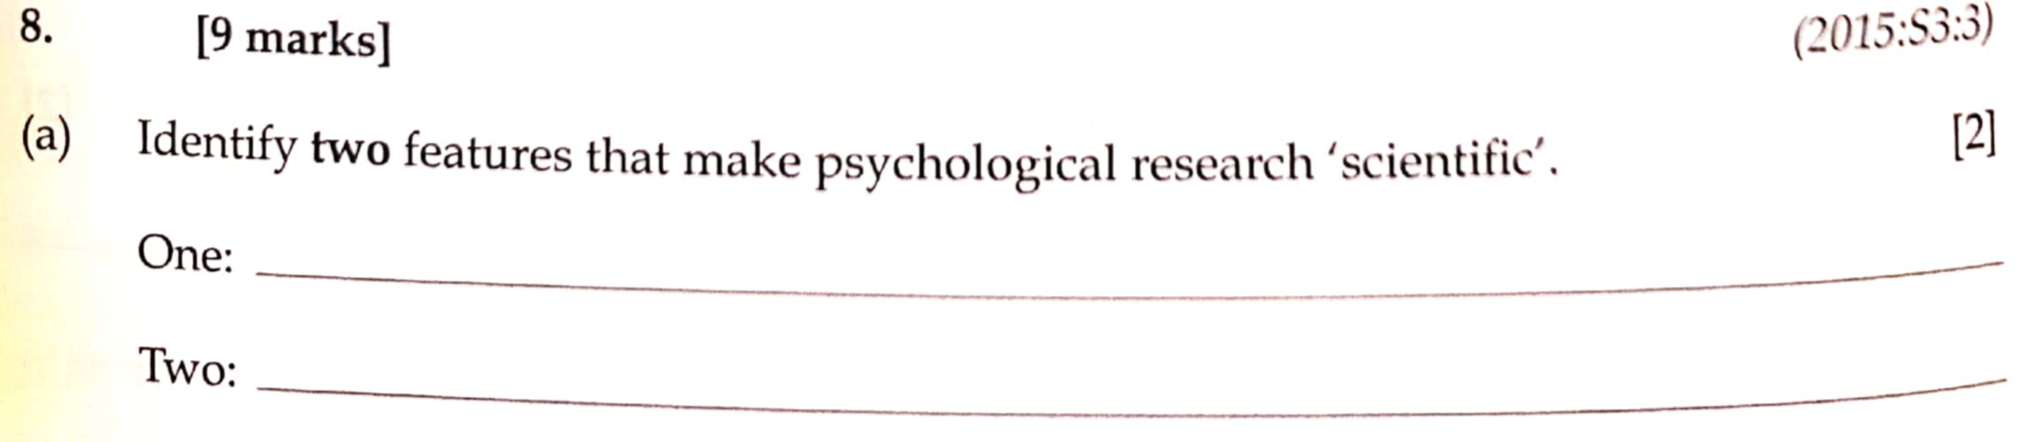 8. [9 marks] (2015:S3:3)
(a) Identify two features that make psychological research ‘scientific’. [2]
One:
Two: